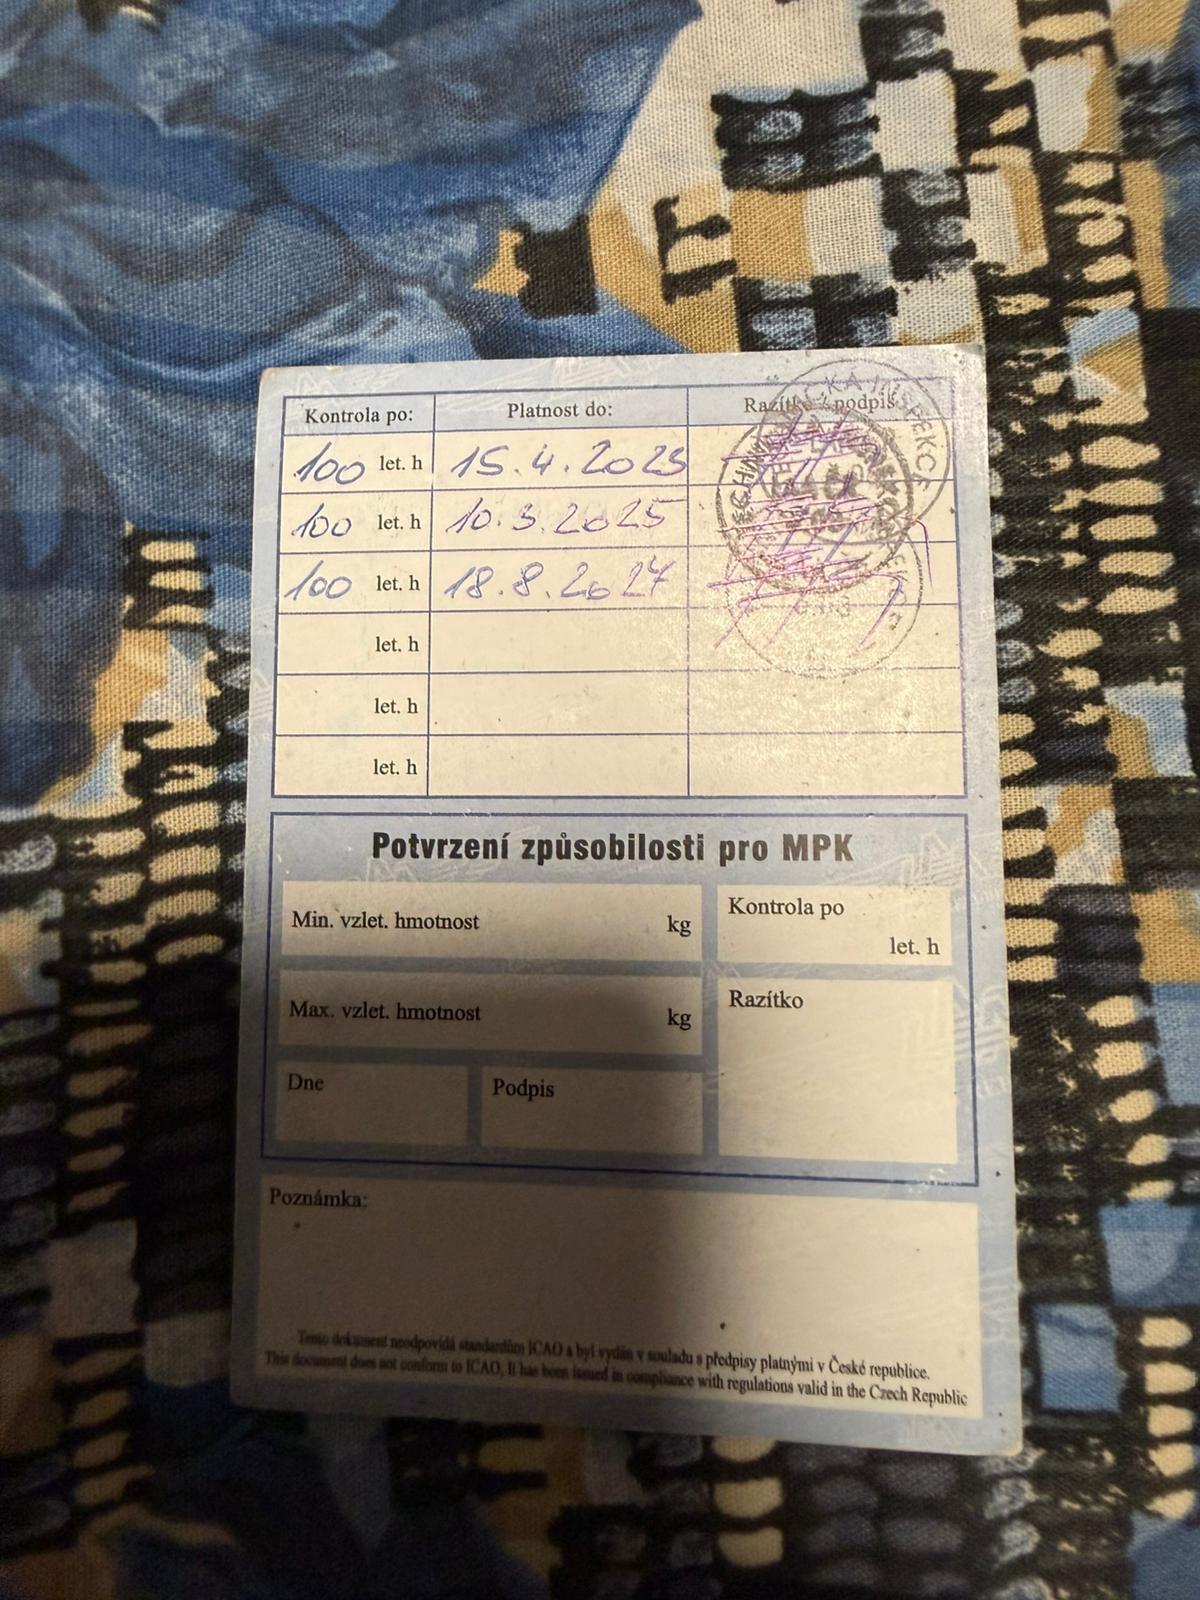 Kontrola po: Platnost do: Razítko podpis
100 let. h 15.4.2023
100 let. h 10.3.2025
100 let. h 18.8.2027
let. h
let. h
let. h
Potvrzení způsobilosti pro MPK
Min. vzlet. hmotnost kg
Kontrola po
let. h
Max. vzlet. hmotnost kg
Razítko
Dne
Podpis
Poznámka:
Tento dokument neodpovídá standardům ICAO a byl vydán v souladu s předpisy platnými v České republice.
This document does not conform to ICAO, It has been issued in compliance with regulations valid in the Czech Republic